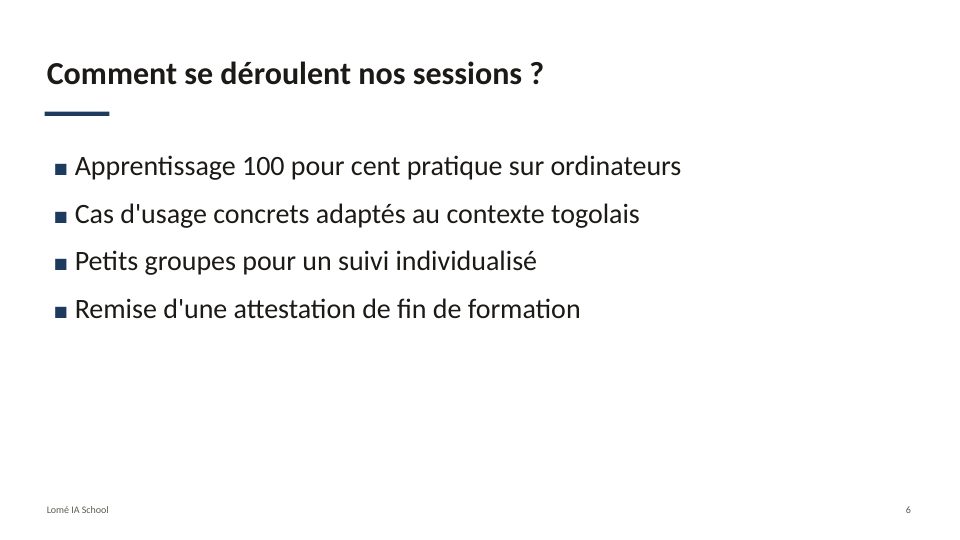 Comment se déroulent nos sessions ?
▪ Apprentissage 100 pour cent pratique sur ordinateurs
▪ Cas d'usage concrets adaptés au contexte togolais
▪ Petits groupes pour un suivi individualisé
▪ Remise d'une attestation de fin de formation
Lomé IA School
6